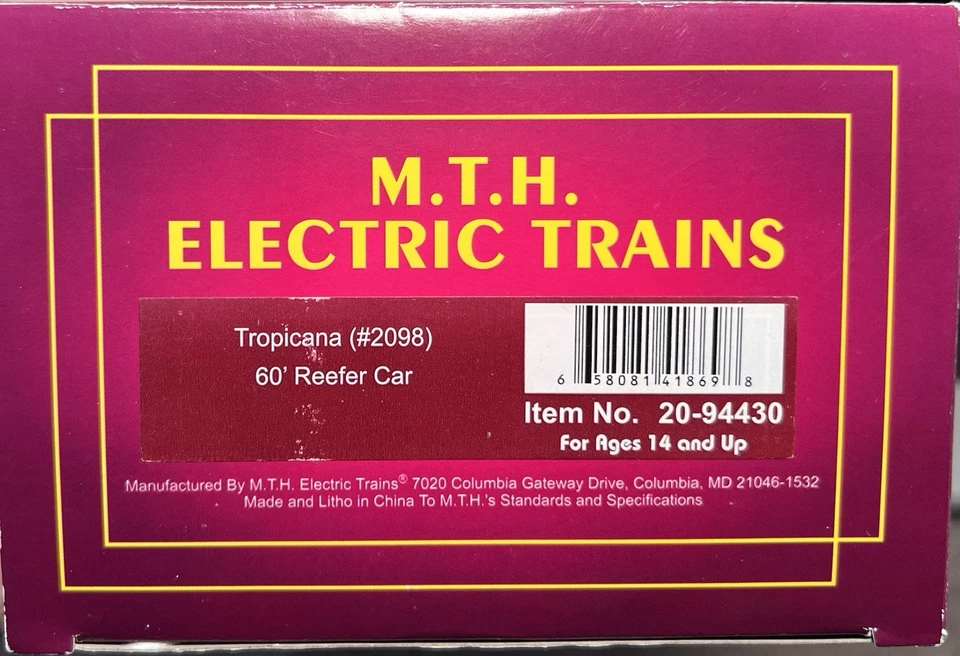 M.T.H.
ELECTRIC TRAINS
Tropicana (#2098)
60' Reefer Car
6 58081 41869 8
Item No. 20-94430
For Ages 14 and Up
Manufactured By M.T.H. Electric Trains® 7020 Columbia Gateway Drive, Columbia, MD 21046-1532
Made and Litho in China To M.T.H.'s Standards and Specifications